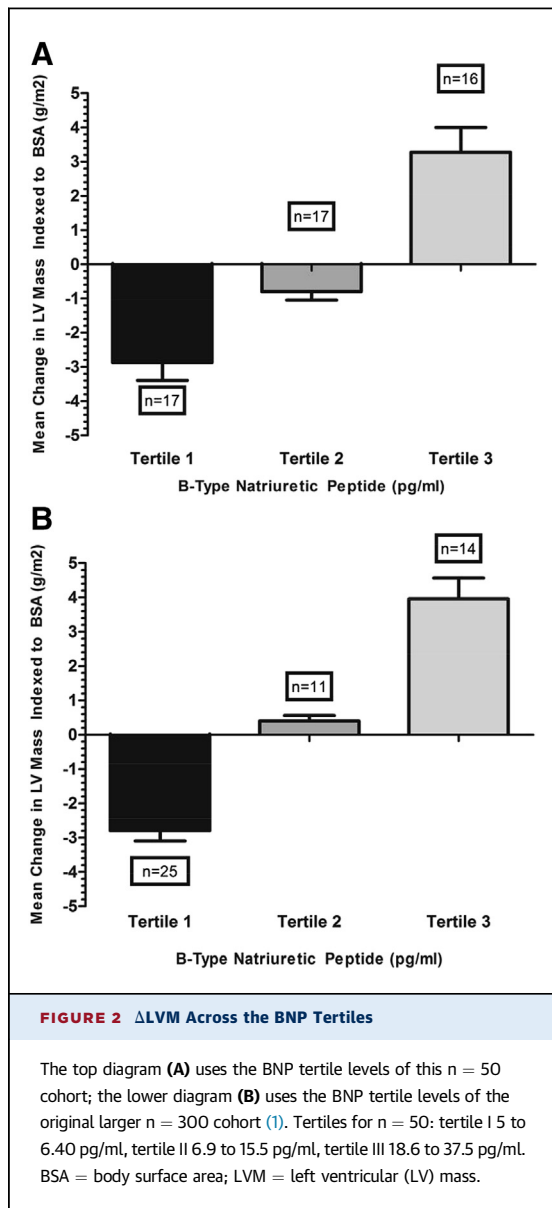 A
Mean Change in LV Mass Indexed to BSA (g/m2)
5
4
3
2
1
0
-1
-2
-3
-4
-5
n=17
n=17
n=16
Tertile 1 Tertile 2 Tertile 3
B-Type Natriuretic Peptide (pg/ml)
B
Mean Change in LV Mass Indexed to BSA (g/m2)
5
4
3
2
1
0
-1
-2
-3
-4
-5
n=25
n=11
n=14
Tertile 1 Tertile 2 Tertile 3
B-Type Natriuretic Peptide (pg/ml)
FIGURE 2 ΔLVM Across the BNP Tertiles
The top diagram (A) uses the BNP tertile levels of this n = 50
cohort; the lower diagram (B) uses the BNP tertile levels of the
original larger n = 300 cohort (1). Tertiles for n = 50: tertile I 5 to
6.40 pg/ml, tertile II 6.9 to 15.5 pg/ml, tertile III 18.6 to 37.5 pg/ml.
BSA = body surface area; LVM = left ventricular (LV) mass.